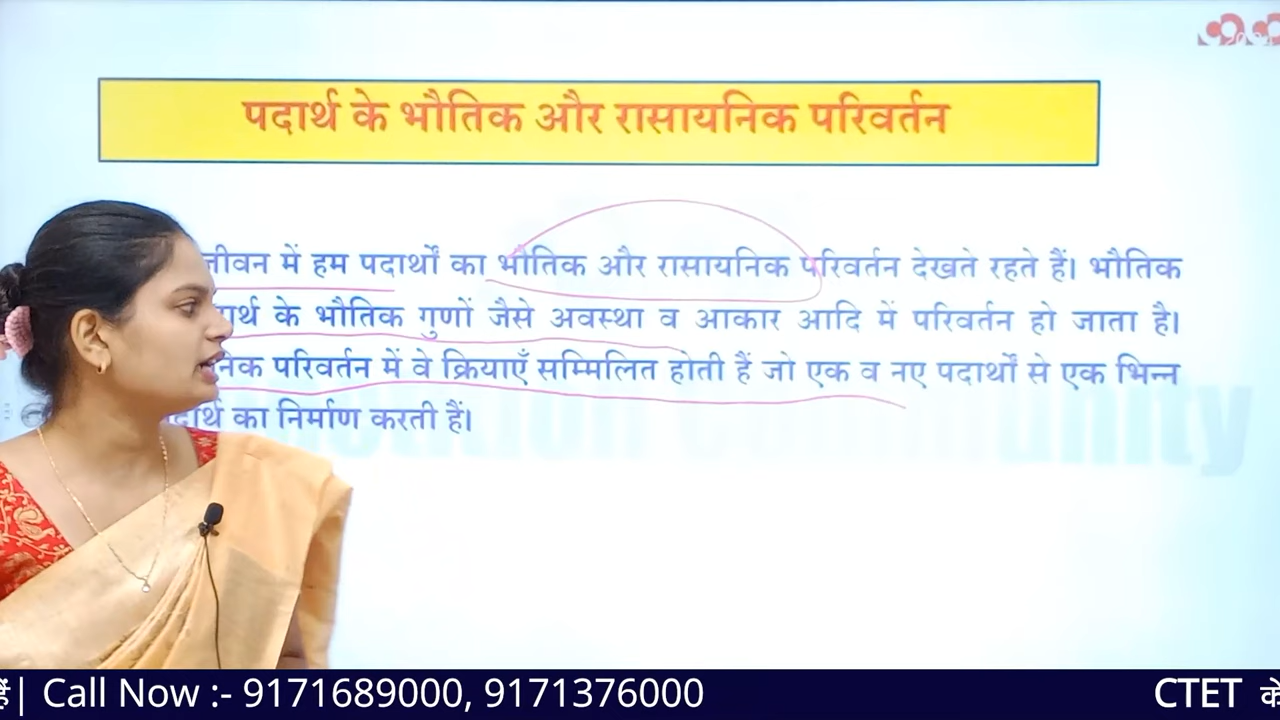 पदार्थ के भौतिक और रासायनिक परिवर्तन
जीवन में हम पदार्थों का भौतिक और रासायनिक परिवर्तन देखते रहते हैं। भौतिक
के भौतिक गुणों जैसे अवस्था व आकार आदि में परिवर्तन हो जाता है।
परिवर्तन में वे क्रियाएँ सम्मिलित होती हैं जो एक व नए पदार्थों से एक भिन्न
का निर्माण करती हैं।
| Call Now :- 9171689000, 9171376000 CTET के